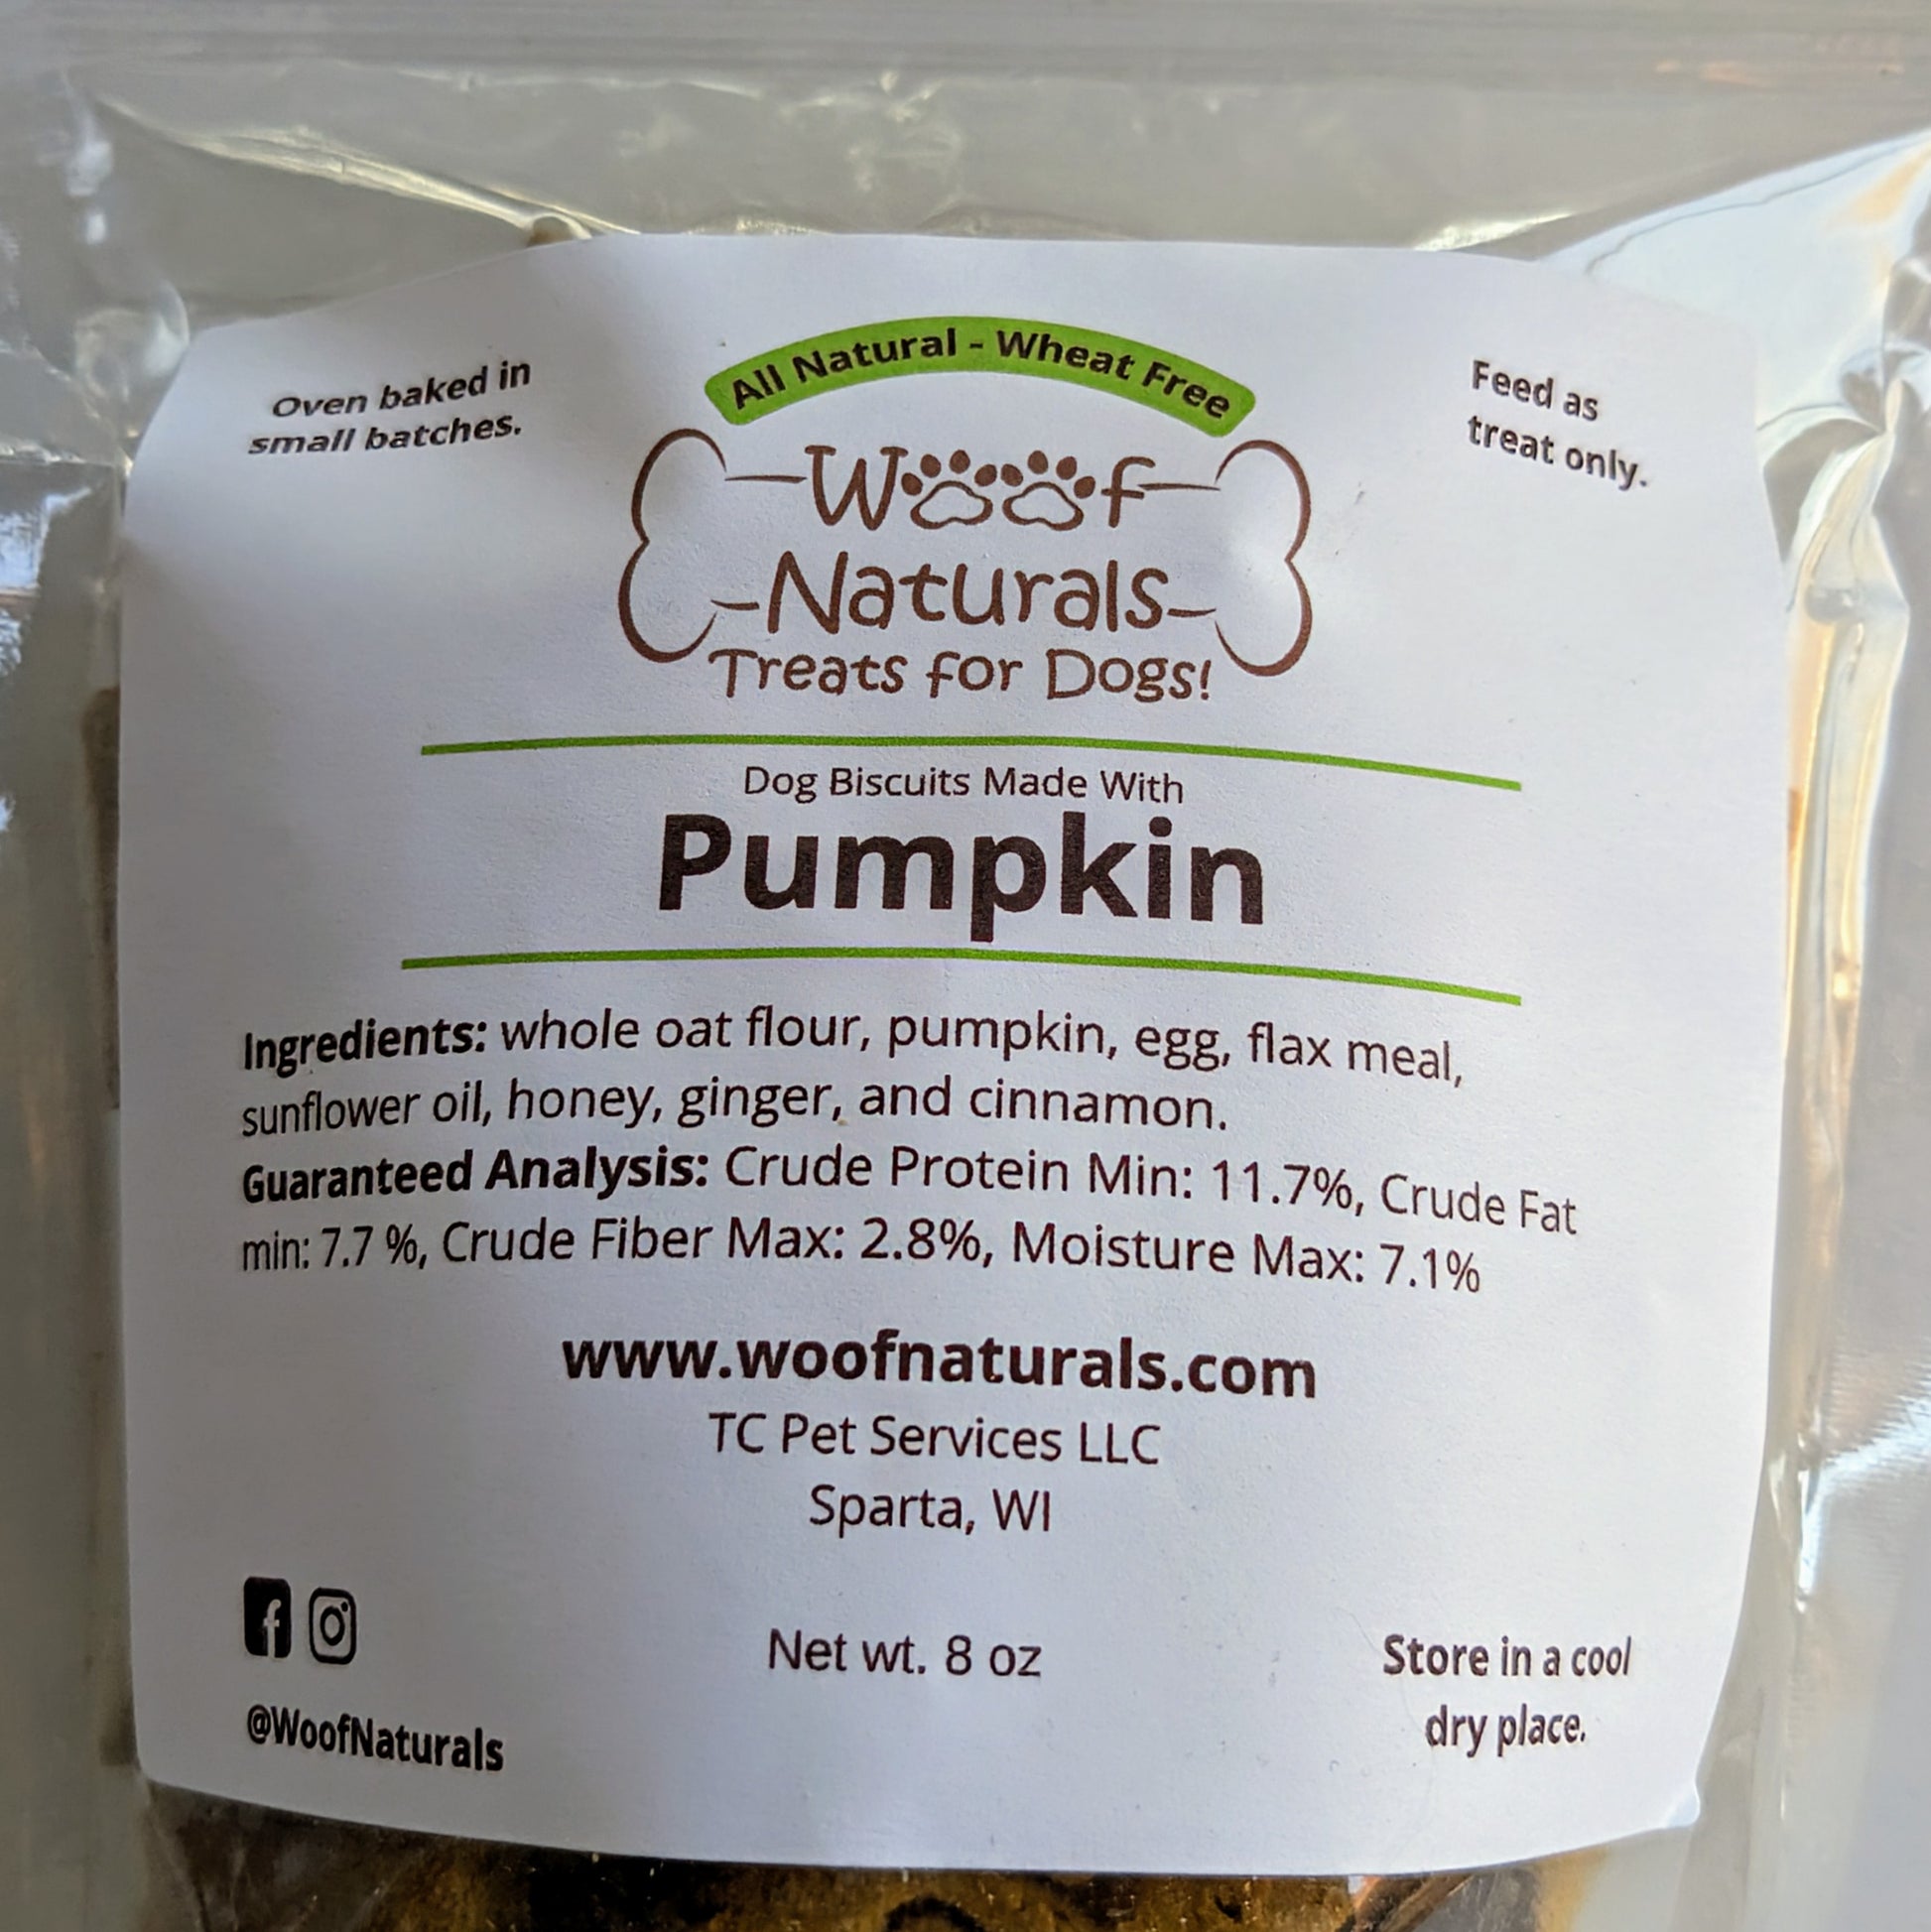 All Natural - Wheat Free
Oven baked in
small batches.
Feed as
treat only.
Woof
Naturals
Treats for Dogs!
Dog Biscuits Made With
Pumpkin
Ingredients: whole oat flour, pumpkin, egg, flax meal,
sunflower oil, honey, ginger, and cinnamon.
Guaranteed Analysis: Crude Protein Min: 11.7%, Crude Fat
min: 7.7 %, Crude Fiber Max: 2.8%, Moisture Max: 7.1%
www.woofnaturals.com
TC Pet Services LLC
Sparta, WI
@WoofNaturals
Net wt. 8 oz
Store in a cool
dry place.